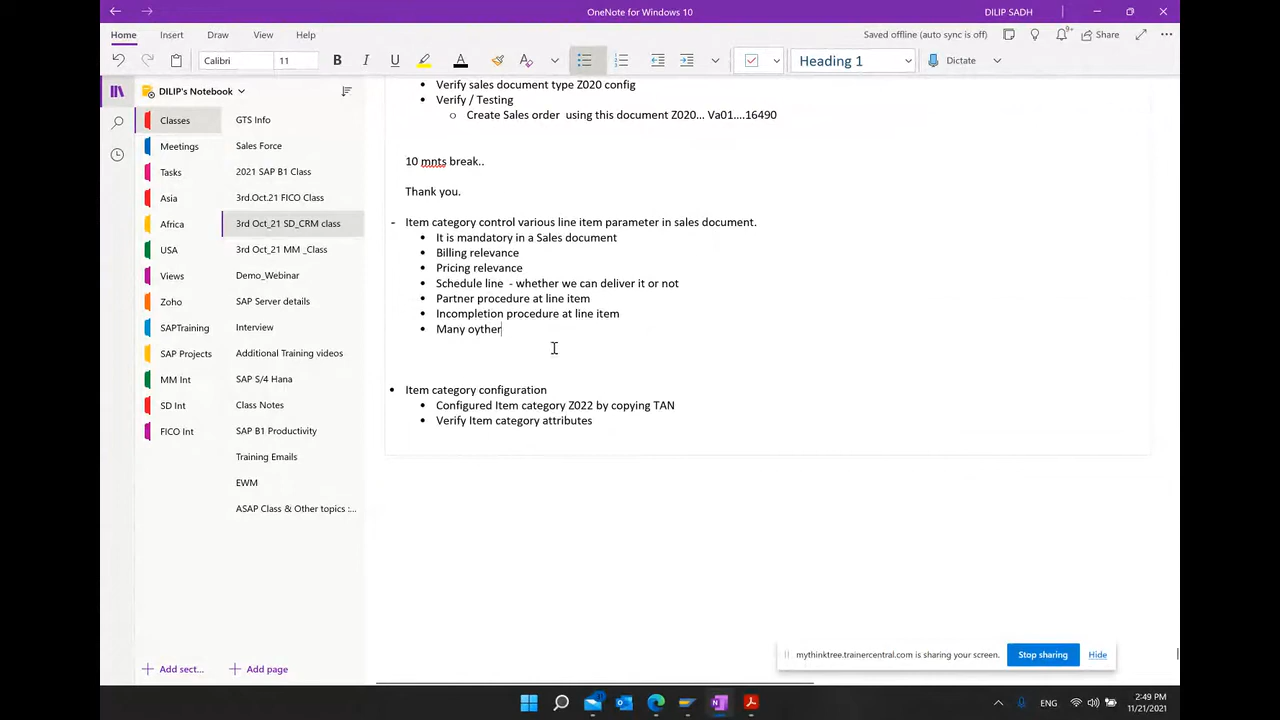 OneNote for Windows 10
DILIP SADH
Home Insert Draw View Help
Saved offline (auto sync is off)
Share
Calibri 11 B I U A Heading 1 Dictate
DILIP's Notebook
Classes
Meetings
Tasks
Asia
Africa
USA
Views
Zoho
SAPTraining
SAP Projects
MM Int
SD Int
FICO Int
Add sect...
GTS Info
Sales Force
2021 SAP B1 Class
3rd.Oct.21 FICO Class
3rd Oct_21 SD_CRM class
3rd Oct_21 MM _Class
Demo_Webinar
SAP Server details
Interview
Additional Training videos
SAP S/4 Hana
Class Notes
SAP B1 Productivity
Training Emails
EWM
ASAP Class & Other topics :...
Add page
• Verify sales document type Z020 config
• Verify / Testing
○ Create Sales order using this document Z020... Va01....16490
10 mnts break..
Thank you.
- Item category control various line item parameter in sales document.
• It is mandatory in a Sales document
• Billing relevance
• Pricing relevance
• Schedule line - whether we can deliver it or not
• Partner procedure at line item
• Incompletion procedure at line item
• Many oyther
• Item category configuration
• Configured Item category Z022 by copying TAN
• Verify Item category attributes
mythinktree.trainercentral.com is sharing your screen.
Stop sharing
Hide
ENG
2:49 PM
11/21/2021